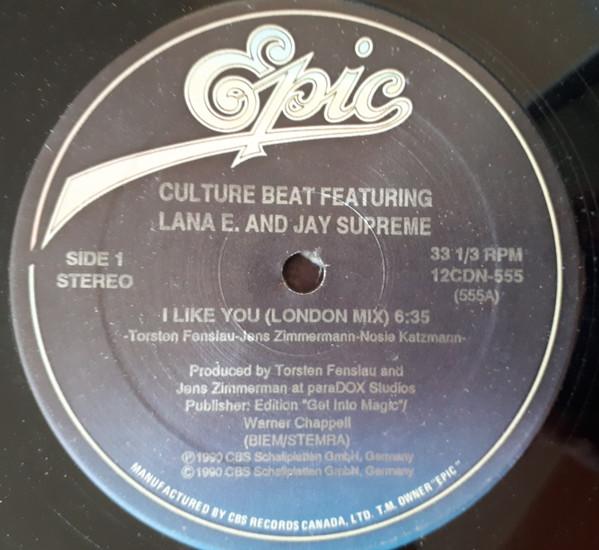 Epic
CULTURE BEAT FEATURING
LANA E. AND JAY SUPREME
SIDE 1
STEREO
33 1/3 RPM
12CDN-555
(555A)
I LIKE YOU (LONDON MIX) 6:35
-Torsten Fenslau-Jens Zimmermann-Nosie Katzmann-
Produced by Torsten Fenslau and
Jens Zimmerman at paraDOX Studios
Publisher: Edition "Get Into Magic"/
Warner Chappell
(BIEM/STEMRA)
Ⓟ1990 CBS Schallplatten GmbH, Germany
©1990 CBS Schallplatten GmbH, Germany
MANUFACTURED BY CBS RECORDS CANADA, LTD. T.M. OWNER "EPIC"